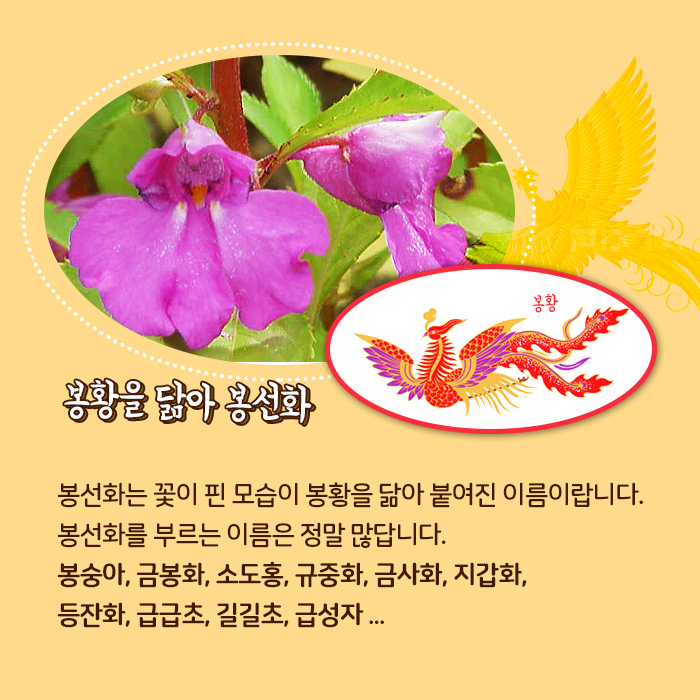 봉황
봉황을 닮아 봉선화
봉선화는 꽃이 핀 모습이 봉황을 닮아 붙여진 이름이랍니다.
봉선화를 부르는 이름은 정말 많답니다.
봉숭아, 금봉화, 소도홍, 규중화, 금사화, 지갑화,
등잔화, 급급초, 길길초, 급성자 ...